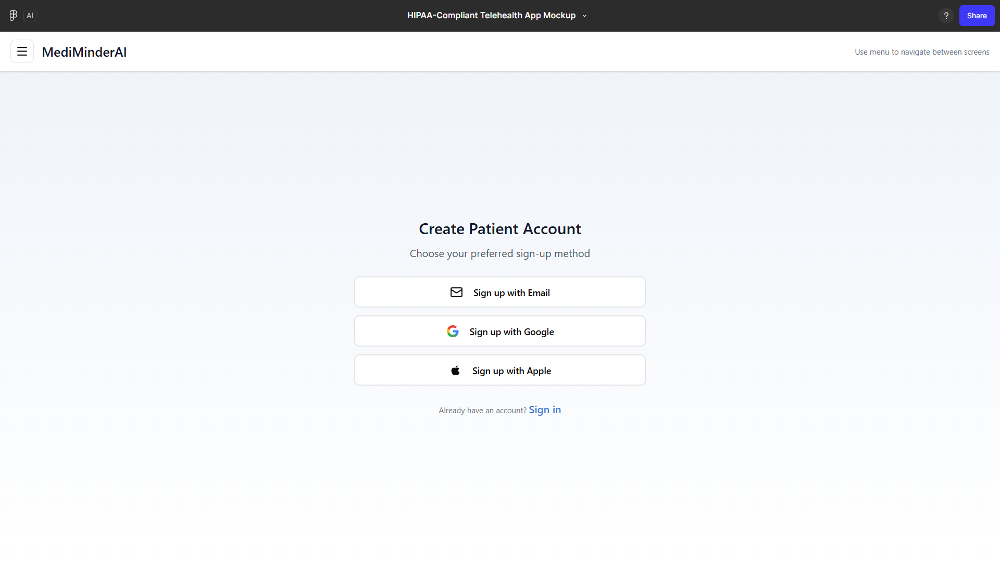 AI
HIPAA-Compliant Telehealth App Mockup
?
Share
MediMinderAI
Use menu to navigate between screens
Create Patient Account
Choose your preferred sign-up method
Sign up with Email
Sign up with Google
Sign up with Apple
Already have an account? Sign in